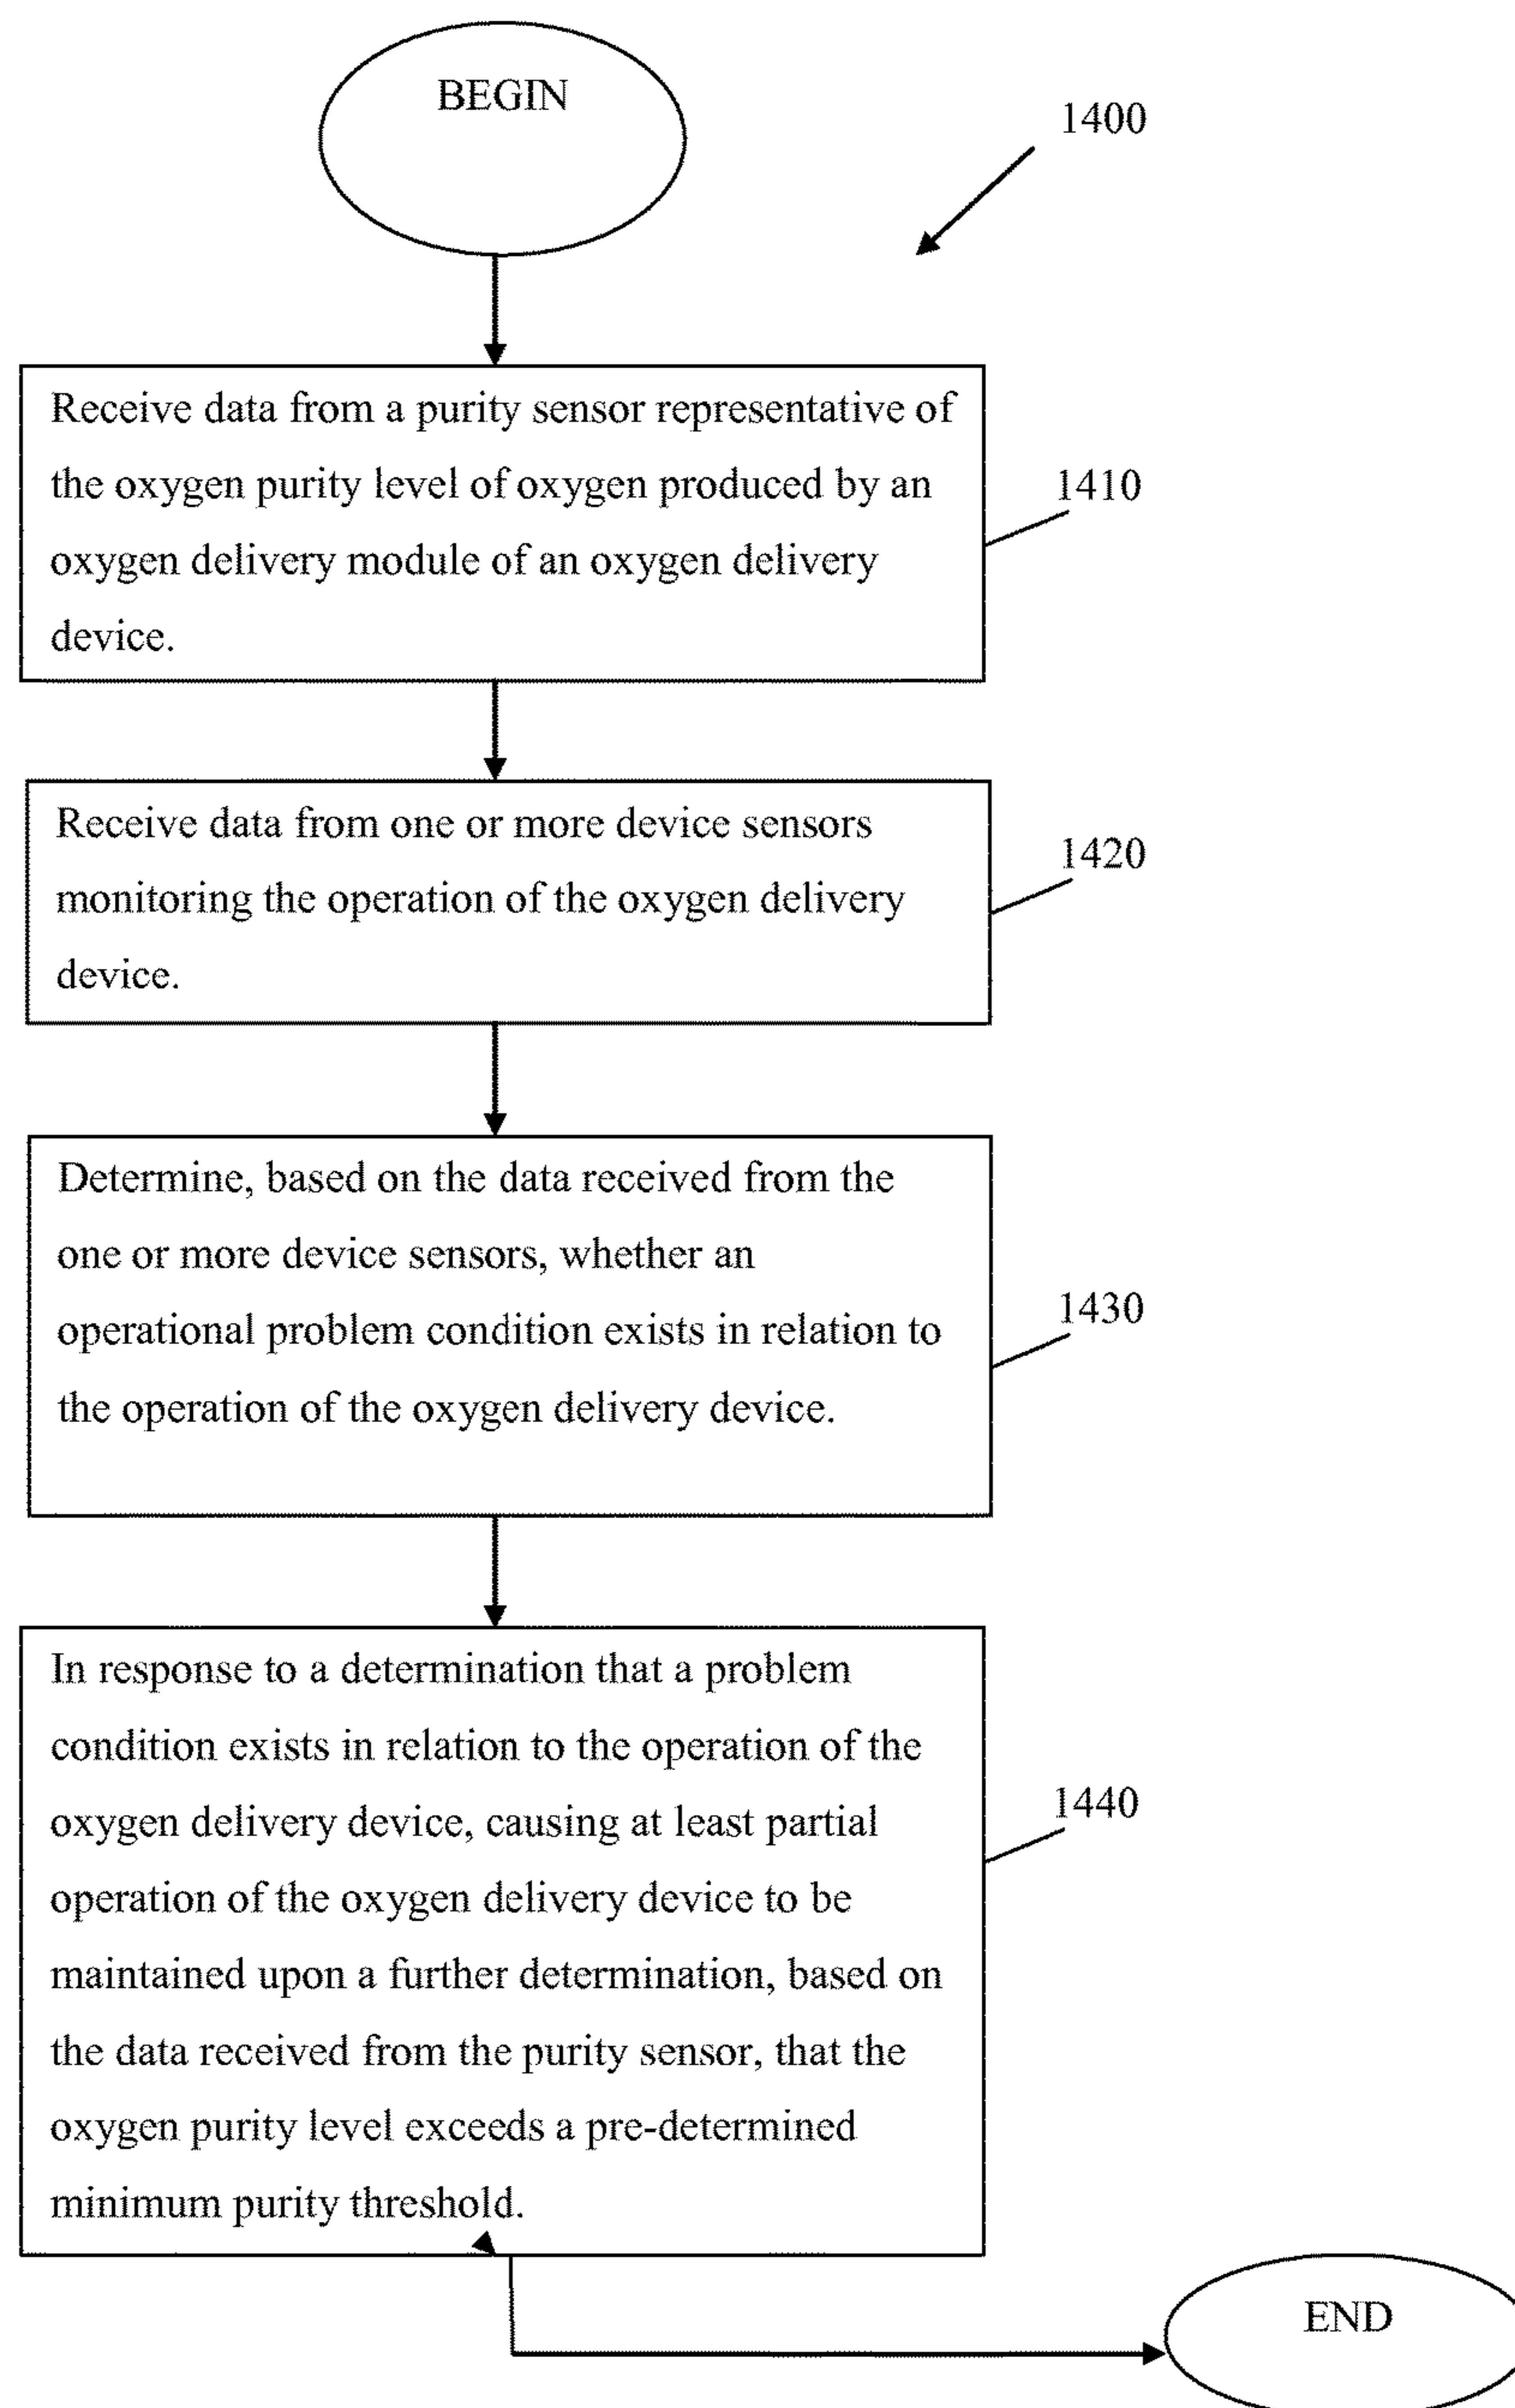 BEGIN
1400
Receive data from a purity sensor representative of
the oxygen purity level of oxygen produced by an
oxygen delivery module of an oxygen delivery
device.
1410
Receive data from one or more device sensors
monitoring the operation of the oxygen delivery
device.
1420
Determine, based on the data received from the
one or more device sensors, whether an
operational problem condition exists in relation to
the operation of the oxygen delivery device.
1430
In response to a determination that a problem
condition exists in relation to the operation of the
oxygen delivery device, causing at least partial
operation of the oxygen delivery device to be
maintained upon a further determination, based on
the data received from the purity sensor, that the
oxygen purity level exceeds a pre-determined
minimum purity threshold.
1440
END